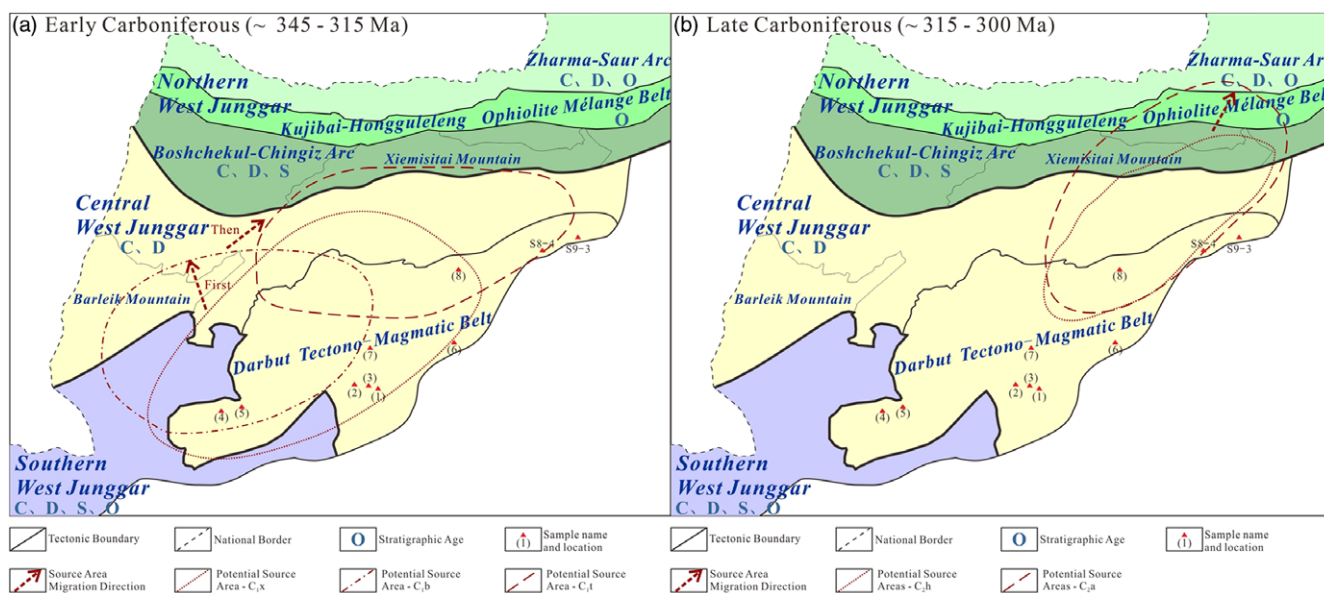 (a) Early Carboniferous (~ 345 - 315 Ma)
Zharma-Saur Arc
C、D、O
Northern
West Junggar
Ophiolite Mélange Belt
O
Kujibai-Hongguleleng
Boshchekul-Chingiz Arc
C、D、S
Xiemisitai Mountain
Central
West Junggar
C、D
Then
First
S8-4
S9-3
(8)
Barleik Mountain
Darbut Tectono-Magmatic Belt
(6)
(7)
(3)
(2)
(1)
(4)
(5)
Southern
West Junggar
C、D、S、O
(b) Late Carboniferous (~ 315 - 300 Ma)
Zharma-Saur Arc
C、D、O
Northern
West Junggar
Ophiolite Mélange Belt
O
Kujibai-Hongguleleng
Boshchekul-Chingiz Arc
C、D、S
Xiemisitai Mountain
Central
West Junggar
C、D
S8-4
S9-3
(8)
Barleik Mountain
Darbut Tectono-Magmatic Belt
(6)
(7)
(3)
(2)
(1)
(4)
(5)
Southern
West Junggar
C、D、S、O
Tectonic Boundary
National Border
O
Stratigraphic Age
(1)
Sample name
and location
Source Area
Migration Direction
Potential Source
Area - C₁x
Potential Source
Area - C₁b
Potential Source
Area - C₁t
Tectonic Boundary
National Border
O
Stratigraphic Age
(1)
Sample name
and location
Source Area
Migration Direction
Potential Source
Areas - C₂h
Potential Source
Areas - C₂a